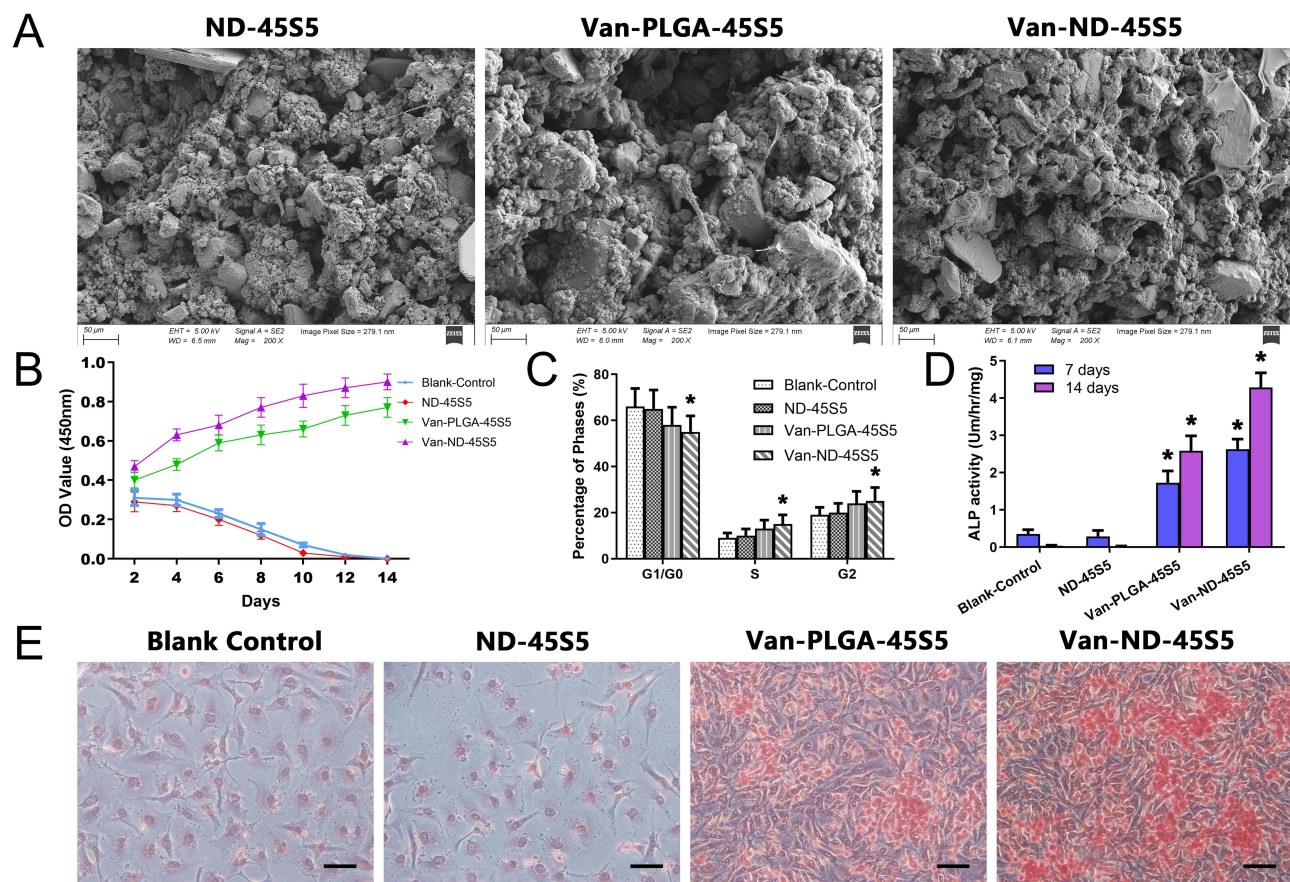 A
ND-45S5
Van-PLGA-45S5
Van-ND-45S5
50 µm
EHT = 5.00 kV
Signal A = SE2
Image Pixel Size = 279.1 nm
WD = 6.5 mm
Mag = 200 X
ZEISS
50 µm
EHT = 5.00 kV
Signal A = SE2
Image Pixel Size = 279.1 nm
WD = 6.0 mm
Mag = 200 X
ZEISS
50 µm
EHT = 5.00 kV
Signal A = SE2
Image Pixel Size = 279.1 nm
WD = 6.1 mm
Mag = 200 X
ZEISS
B
OD Value (450nm)
1.0
0.8
0.6
0.4
0.2
0.0
2 4 6 8 10 12 14
Days
Blank-Control
ND-45S5
Van-PLGA-45S5
Van-ND-45S5
C
Percentage of Phases (%)
80
60
40
20
0
G1/G0 S G2
Blank-Control
ND-45S5
Van-PLGA-45S5
Van-ND-45S5
*
*
*
D
ALP activity (Um/hr/mg)
5
4
3
2
1
0
7 days
14 days
*
*
*
*
Blank-Control
ND-45S5
Van-PLGA-45S5
Van-ND-45S5
E
Blank Control
ND-45S5
Van-PLGA-45S5
Van-ND-45S5